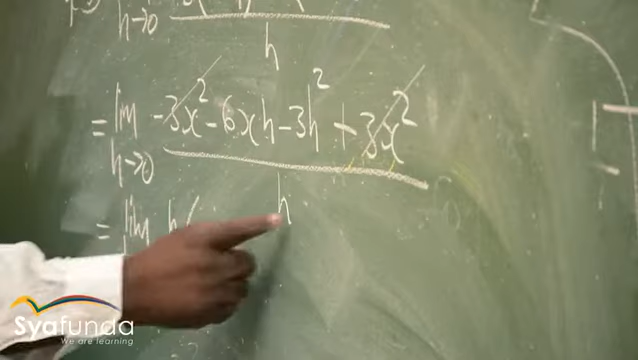 h→0 h
= lim -3x² - 6xh - 3h² + 3x²
h→0 h
= lim h(
Syafunda
We are learning